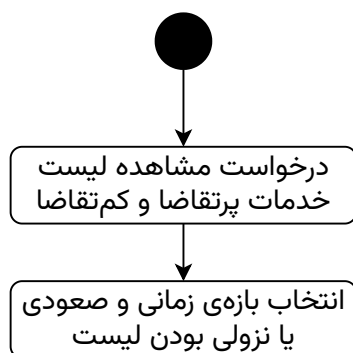 درخواست مشاهده لیست
خدمات پرتقاضا و کم‌تقاضا
انتخاب بازه‌ی زمانی و صعودی
یا نزولی بودن لیست